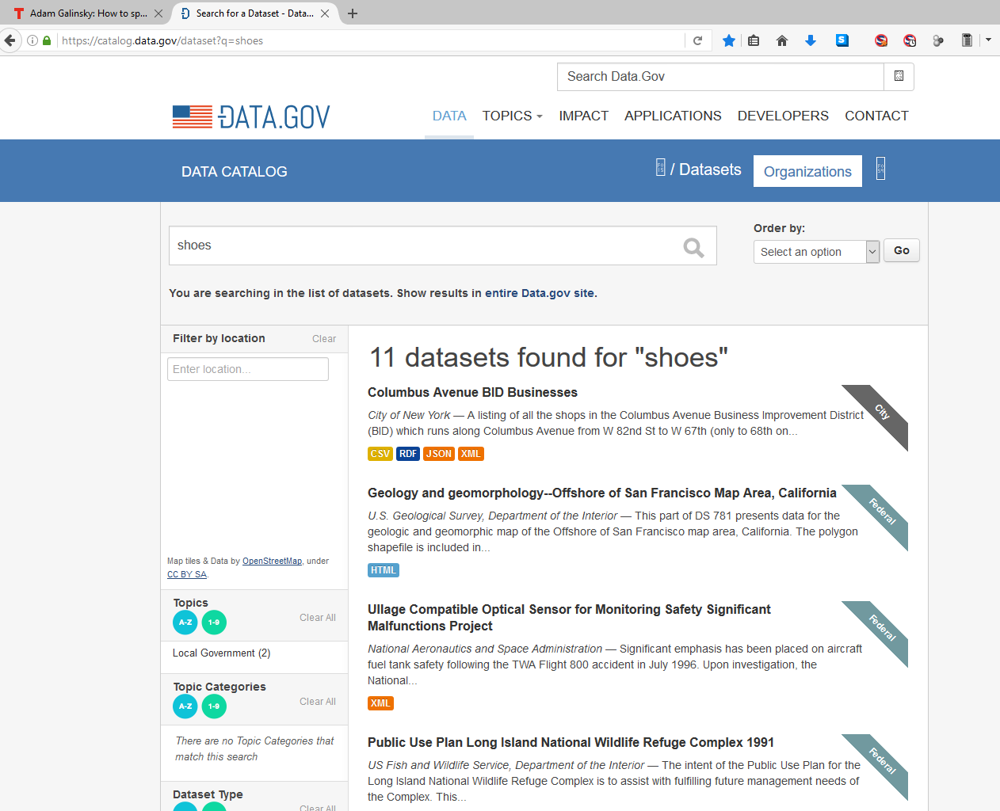 Adam Galinsky: How to sp...
Search for a Dataset - Data...
https://catalog.data.gov/dataset?q=shoes
Search Data.Gov
DATA.GOV
DATA TOPICS IMPACT APPLICATIONS DEVELOPERS CONTACT
DATA CATALOG
/ Datasets
Organizations
shoes
Order by:
Select an option
Go
You are searching in the list of datasets. Show results in entire Data.gov site.
Filter by location
Clear
Enter location...
Map tiles & Data by OpenStreetMap, under
CC BY SA.
Topics
A-Z 1-9
Clear All
Local Government (2)
Topic Categories
A-Z 1-9
Clear All
There are no Topic Categories that
match this search
Dataset Type
Clear All
11 datasets found for "shoes"
Columbus Avenue BID Businesses
City
City of New York — A listing of all the shops in the Columbus Avenue Business Improvement District
(BID) which runs along Columbus Avenue from W 82nd St to W 67th (only to 68th on...
CSV RDF JSON XML
Geology and geomorphology--Offshore of San Francisco Map Area, California
Federal
U.S. Geological Survey, Department of the Interior — This part of DS 781 presents data for the
geologic and geomorphic map of the Offshore of San Francisco map area, California. The polygon
shapefile is included in...
HTML
Ullage Compatible Optical Sensor for Monitoring Safety Significant
Malfunctions Project
Federal
National Aeronautics and Space Administration — Significant emphasis has been placed on aircraft
fuel tank safety following the TWA Flight 800 accident in July 1996. Upon investigation, the
National...
XML
Public Use Plan Long Island National Wildlife Refuge Complex 1991
Federal
US Fish and Wildlife Service, Department of the Interior — The intent of the Public Use Plan for the
Long Island National Wildlife Refuge Complex is to assist with fulfilling future management needs of
the Complex. This...